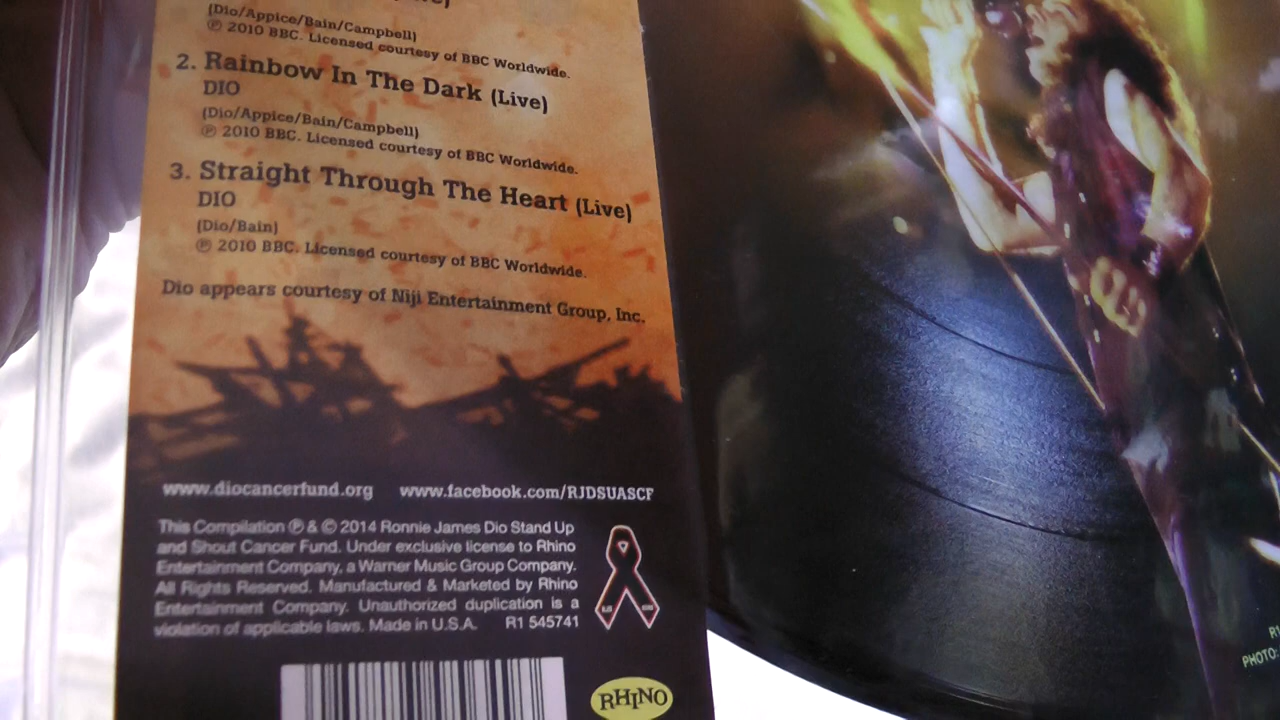 (Dio/Appice/Bain/Campbell)
℗ 2010 BBC. Licensed courtesy of BBC Worldwide.
2. Rainbow In The Dark (Live)
DIO
(Dio/Appice/Bain/Campbell)
℗ 2010 BBC. Licensed courtesy of BBC Worldwide.
3. Straight Through The Heart (Live)
DIO
(Dio/Bain)
℗ 2010 BBC. Licensed courtesy of BBC Worldwide.
Dio appears courtesy of Niji Entertainment Group, Inc.
www.diocancerfund.org www.facebook.com/RJDSUASCF
This Compilation ℗ & © 2014 Ronnie James Dio Stand Up
and Shout Cancer Fund. Under exclusive license to Rhino
Entertainment Company, a Warner Music Group Company.
All Rights Reserved. Manufactured & Marketed by Rhino
Entertainment Company. Unauthorized duplication is a
violation of applicable laws. Made in U.S.A. R1 545741
RHINO
PHOTO: